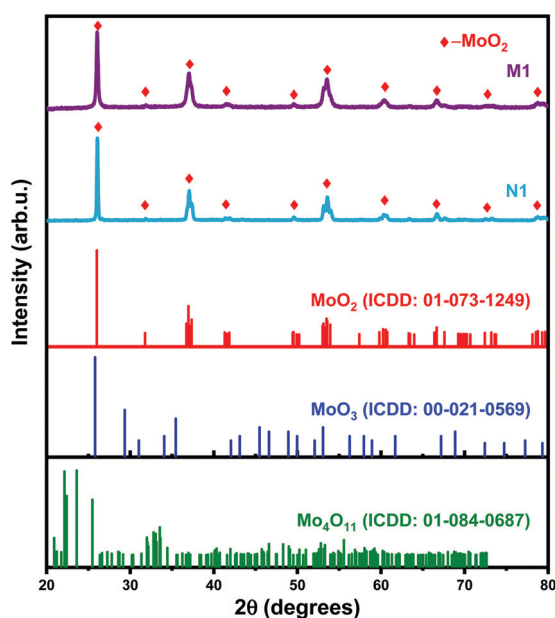 ♦–MoO₂
M1
N1
MoO₂ (ICDD: 01-073-1249)
MoO₃ (ICDD: 00-021-0569)
Mo₄O₁₁ (ICDD: 01-084-0687)
Intensity (arb.u.)
20 30 40 50 60 70 80
2θ (degrees)